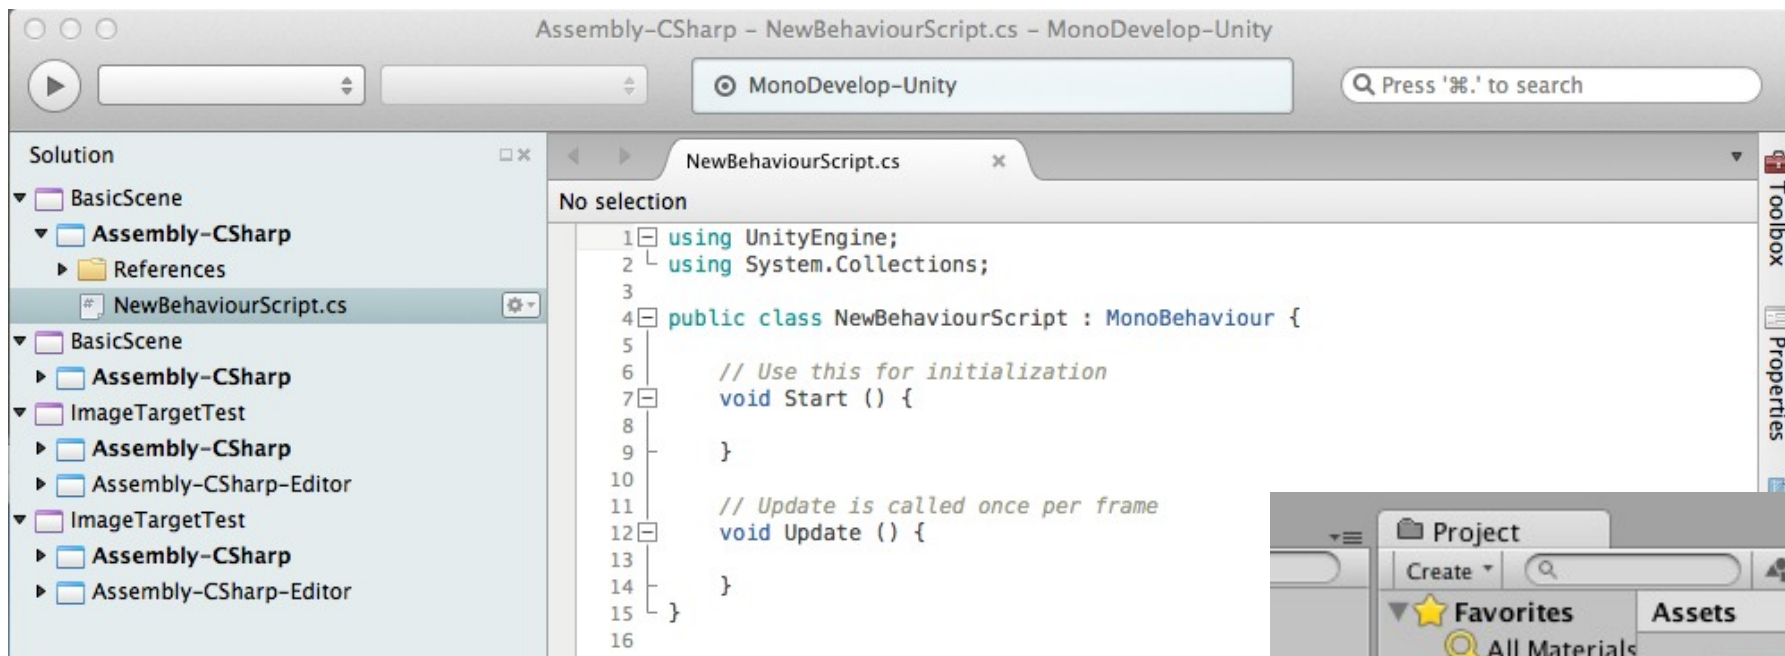 Assembly-CSharp – NewBehaviourScript.cs – MonoDevelop-Unity
MonoDevelop-Unity
Press '⌘.' to search
Solution
BasicScene
Assembly-CSharp
References
NewBehaviourScript.cs
BasicScene
Assembly-CSharp
ImageTargetTest
Assembly-CSharp
Assembly-CSharp-Editor
ImageTargetTest
Assembly-CSharp
Assembly-CSharp-Editor
NewBehaviourScript.cs
No selection
1 using UnityEngine;
2 using System.Collections;
3
4 public class NewBehaviourScript : MonoBehaviour {
5
6 // Use this for initialization
7 void Start () {
8
9 }
10
11 // Update is called once per frame
12 void Update () {
13
14 }
15 }
16
Toolbox
Properties
Project
Create
Favorites
All Materials
Assets